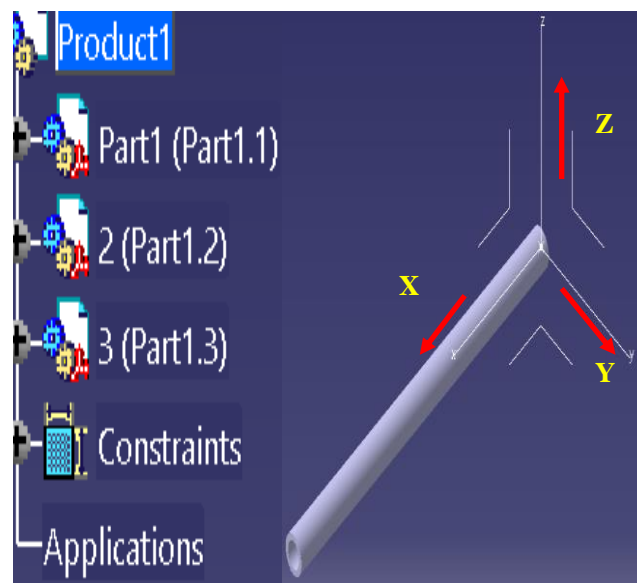 Product1
Part1 (Part1.1)
2 (Part1.2)
3 (Part1.3)
Constraints
Applications
z
Z
X
x
y
Y